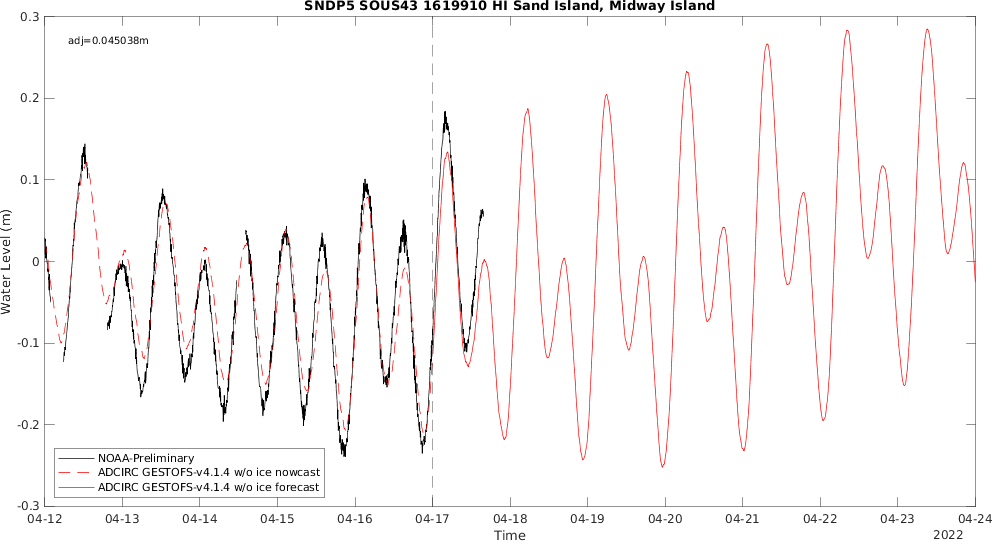 SNDP5 SOUS43 1619910 HI Sand Island, Midway Island
adj=0.045038m
0.3
0.2
0.1
0
-0.1
-0.2
-0.3
Water Level (m)
NOAA-Preliminary
ADCIRC GESTOFS-v4.1.4 w/o ice nowcast
ADCIRC GESTOFS-v4.1.4 w/o ice forecast
04-12 04-13 04-14 04-15 04-16 04-17 04-18 04-19 04-20 04-21 04-22 04-23 04-24
Time
2022